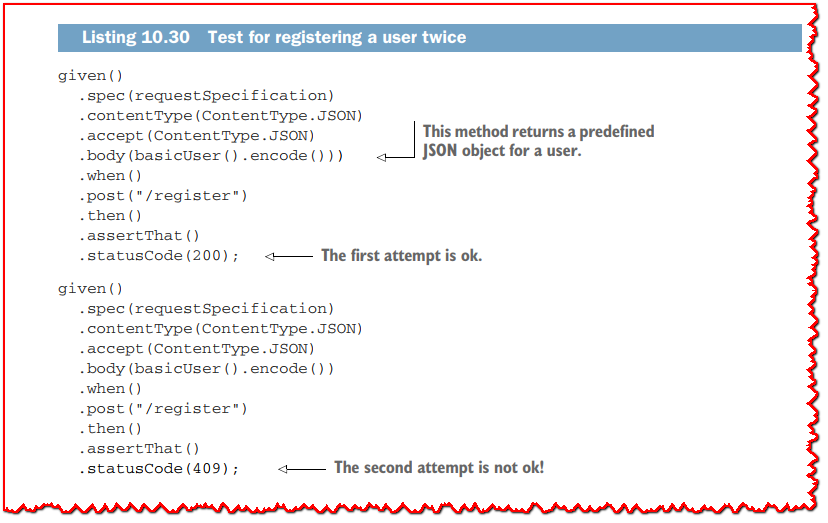 Listing 10.30 Test for registering a user twice
given()
.spec(requestSpecification)
.contentType(ContentType.JSON)
.accept(ContentType.JSON)
.body(basicUser().encode()))
This method returns a predefined
JSON object for a user.
.when()
.post("/register")
.then()
.assertThat()
.statusCode(200);
The first attempt is ok.
given()
.spec(requestSpecification)
.contentType(ContentType.JSON)
.accept(ContentType.JSON)
.body(basicUser().encode())
.when()
.post("/register")
.then()
.assertThat()
.statusCode(409);
The second attempt is not ok!